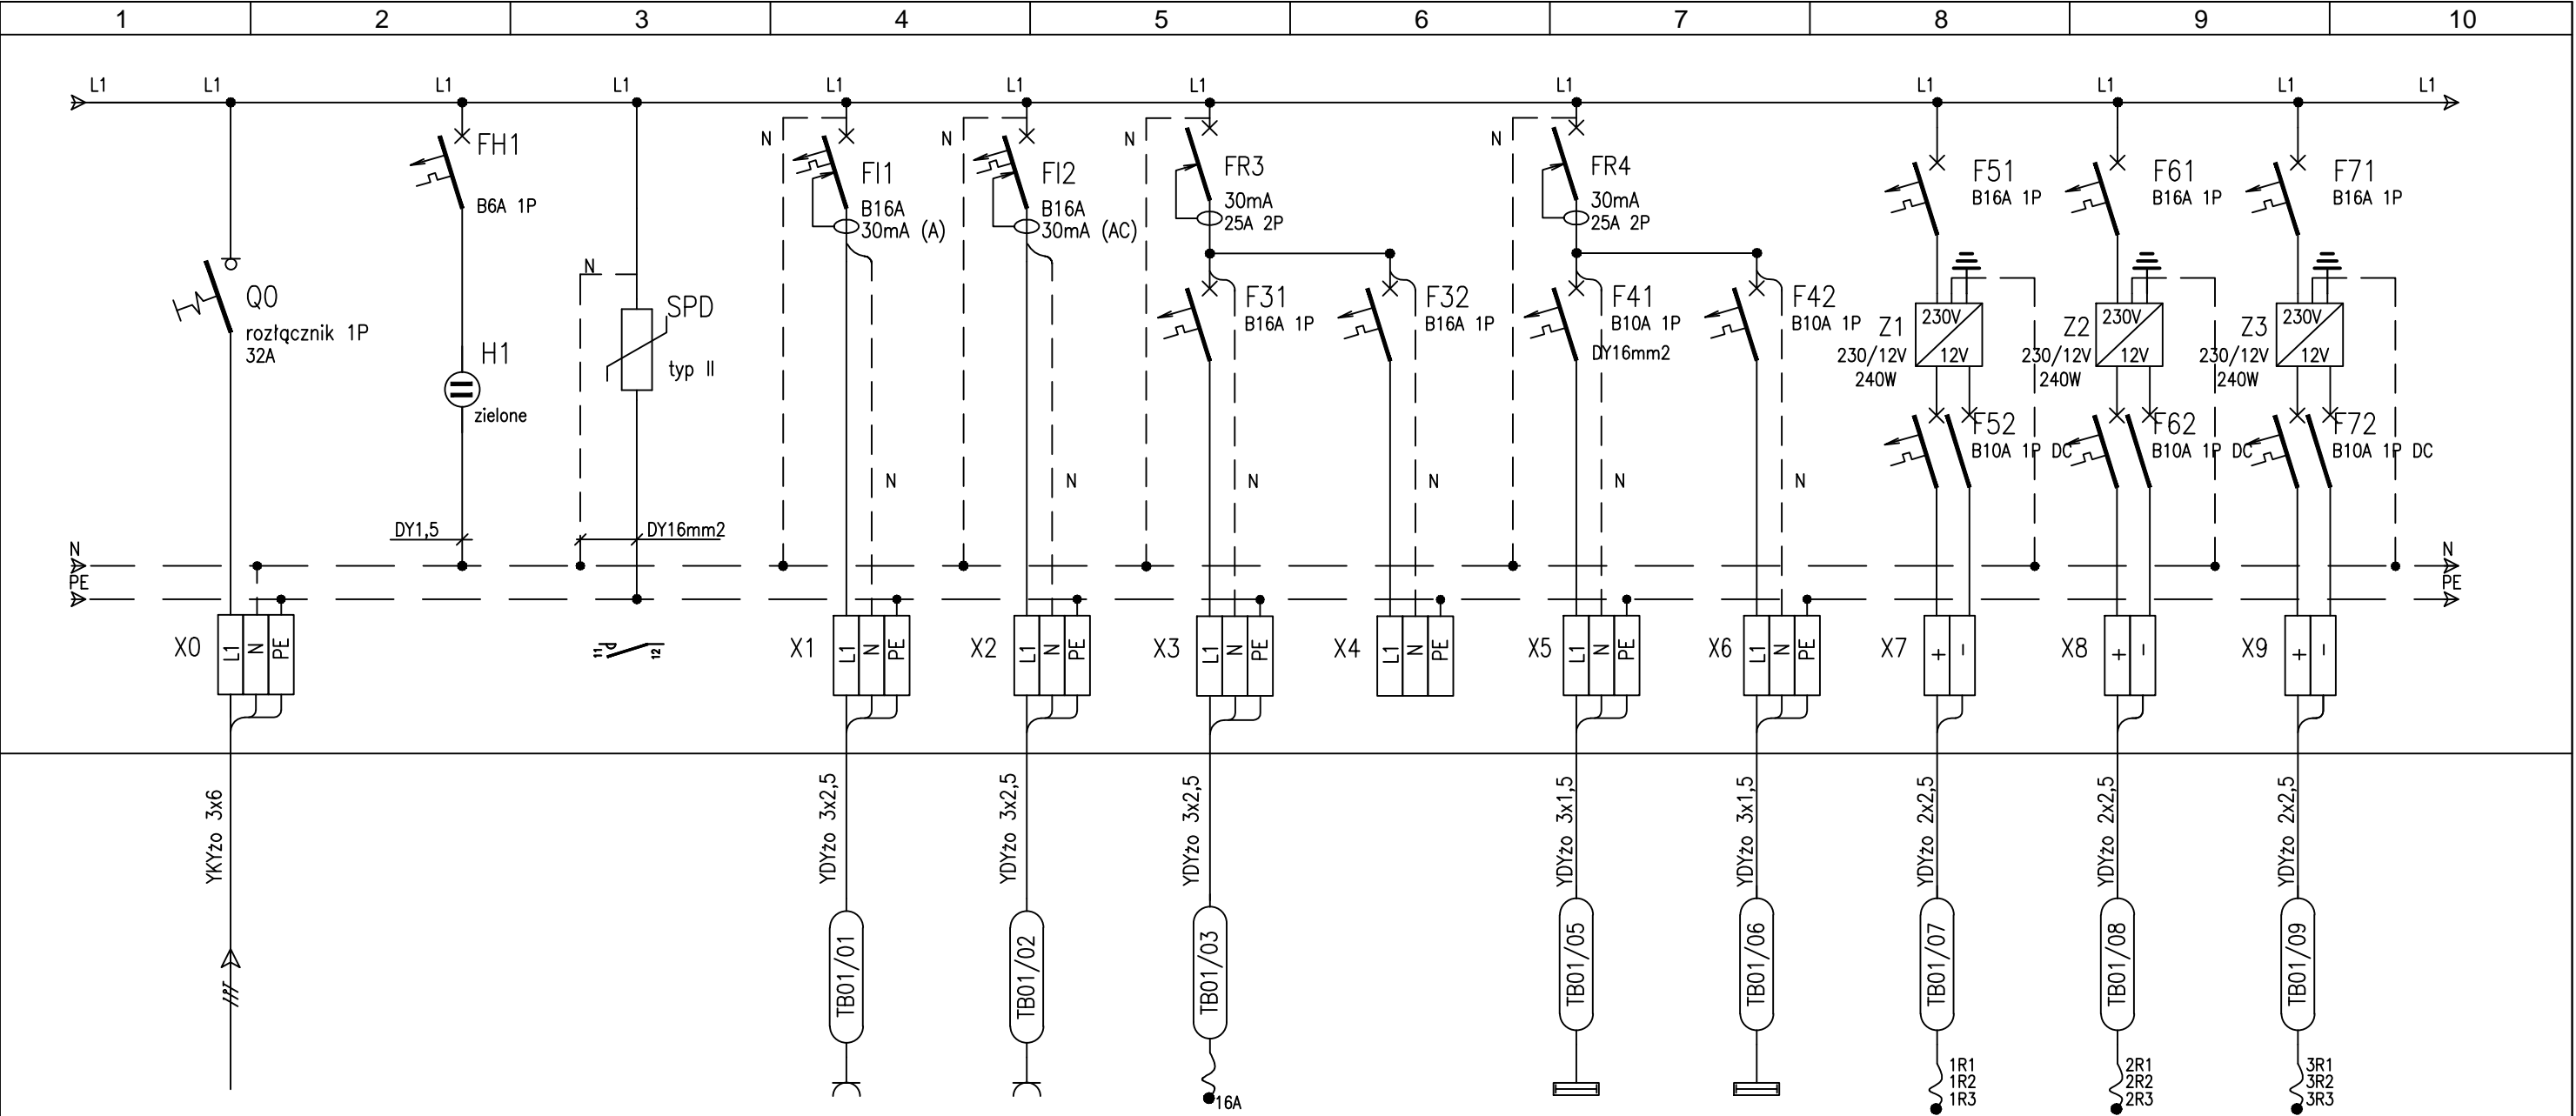 1 2 3 4 5 6 7 8 9 10
L1 L1 L1 L1 L1 L1 L1 L1 L1 L1 L1 L1
N N N N
FH1
B6A 1P
FI1
B16A
30mA (A)
FI2
B16A
30mA (AC)
FR3
30mA
25A 2P
FR4
30mA
25A 2P
F51
B16A 1P
F61
B16A 1P
F71
B16A 1P
Q0
rozłącznik 1P
32A
H1
zielone
N
SPD
typ II
F31
B16A 1P
F32
B16A 1P
F41
B10A 1P
DY16mm2
F42
B10A 1P
Z1
230/12V
240W
230V
12V
Z2
230/12V
240W
230V
12V
Z3
230/12V
240W
230V
12V
F52
B10A 1P DC
F62
B10A 1P DC
F72
B10A 1P DC
N N N N N N
DY1,5
DY16mm2
N
PE
N
PE
X0 L1 N PE
11 12
X1 L1 N PE
X2 L1 N PE
X3 L1 N PE
X4 L1 N PE
X5 L1 N PE
X6 L1 N PE
X7 + -
X8 + -
X9 + -
YKYżo 3x6
YDYżo 3x2,5
YDYżo 3x2,5
YDYżo 3x2,5
YDYżo 3x1,5
YDYżo 3x1,5
YDYżo 2x2,5
YDYżo 2x2,5
YDYżo 2x2,5
TB01/01
TB01/02
TB01/03
TB01/05
TB01/06
TB01/07
TB01/08
TB01/09
16A
1R1
1R2
1R3
2R1
2R2
2R3
3R1
3R2
3R3